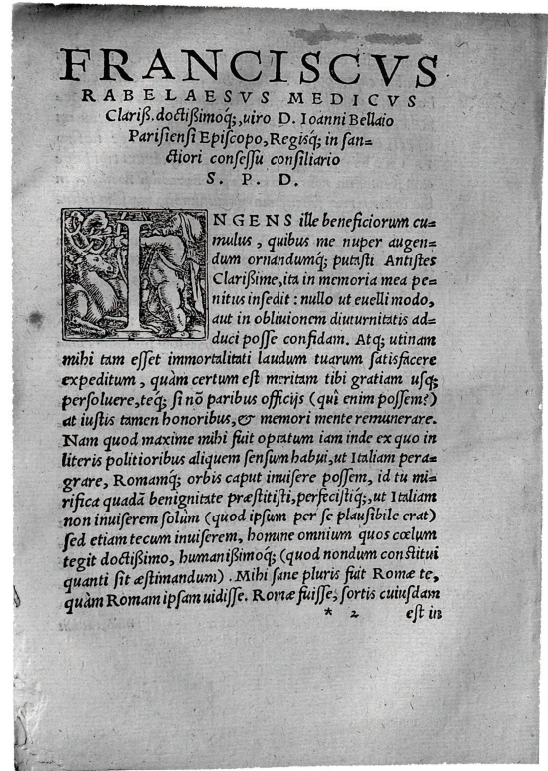 FRANCISCVS
RABELAESVS MEDICVS
Clariß. doctißimoq;, uiro D. Ioanni Bellaio
Parisiensi Episcopo, Regisq́; in san=
ctiori consessu consiliario
S. P. D.
INGENS ille beneficiorum cu=
mulus, quibus me nuper augen=
dum ornandumq́; putasti Antistes
Clarißime, ita in memoria mea pe=
nitus insedit : nullo ut euelli modo,
aut in obliuionem diuturnitatis ad=
duci posse confidam. Atq; utinam
mihi tam esset immortalitati laudum tuarum satisfacere
expeditum, quàm certum est meritam tibi gratiam usq;
persoluere, teq́; si nõ paribus officijs (qui enim possem?)
at iustis tamen honoribus, & memori mente remunerare.
Nam quod maxime mihi fuit optatum iam inde ex quo in
literis politioribus aliquem sensum habui, ut Italiam pera=
grare, Romamq́; orbis caput inuisere possem, id tu mi=
rifica quadã benignitate præstitisti, perfecistiq́;, ut Italiam
non inuiserem solùm (quod ipsum per se plausibile erat)
sed etiam tecum inuiserem, homine omnium quos cœlum
tegit doctißimo, humanißimoq́; (quod nondum constitui
quanti sit æstimandum). Mihi sane pluris fuit Romæ te,
quàm Romam ipsam uidisse. Romæ fuisse, sortis cuiusdam
* 2 est in